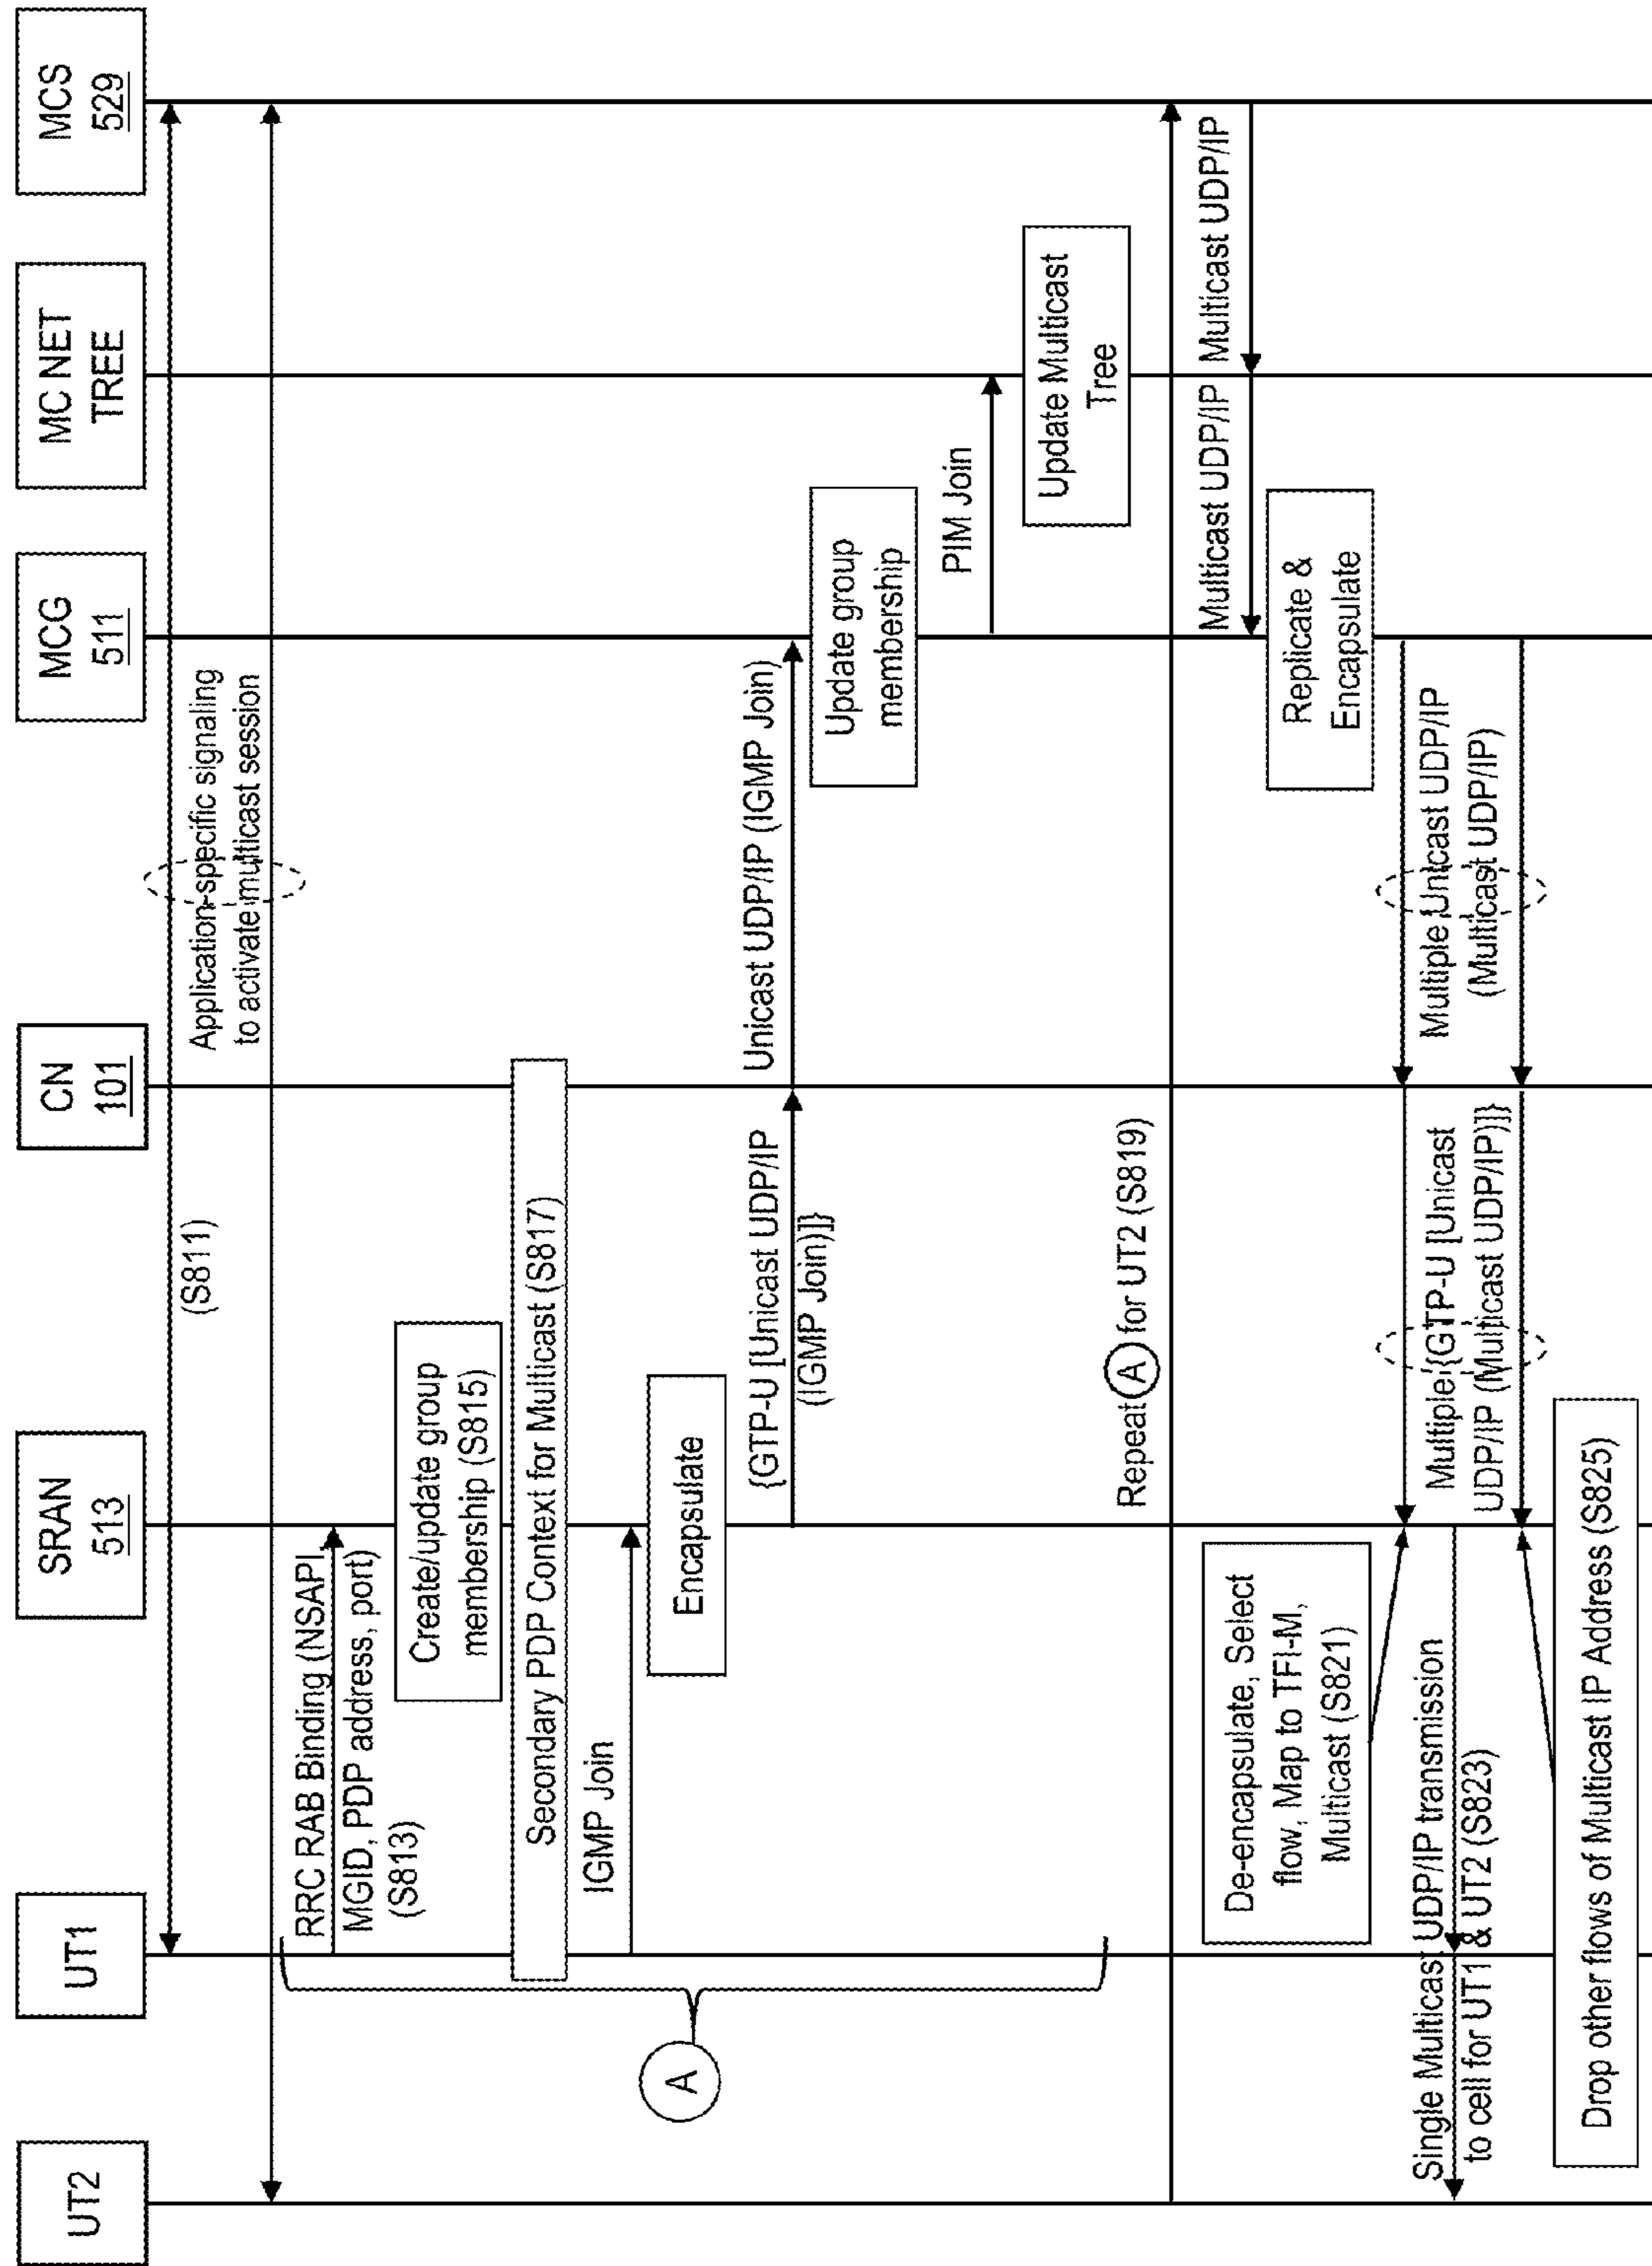 UT2
UT1
SRAN
513
CN
101
MCG
511
MC NET
TREE
MCS
529
(S811)
Application-specific signaling
to activate multicast session
RRC RAB Binding (NSAPI,
MGID, PDP address, port)
(S813)
Create/update group
membership (S815)
Secondary PDP Context for Multicast (S817)
IGMP Join
Encapsulate
A
{GTP-U [Unicast UDP/IP
(IGMP Join)]}
Unicast UDP/IP (IGMP Join)
Update group
membership
PIM Join
Update Multicast
Tree
Repeat A for UT2 (S819)
Multicast UDP/IP
Multicast UDP/IP
Replicate &
Encapsulate
De-encapsulate, Select
flow, Map to TFI-M,
Multicast (S821)
Multiple {GTP-U [Unicast
UDP/IP (Multicast UDP/IP)]}
Multiple Unicast UDP/IP
(Multicast UDP/IP)
Single Multicast UDP/IP transmission
to cell for UT1 & UT2 (S823)
Drop other flows of Multicast IP Address (S825)